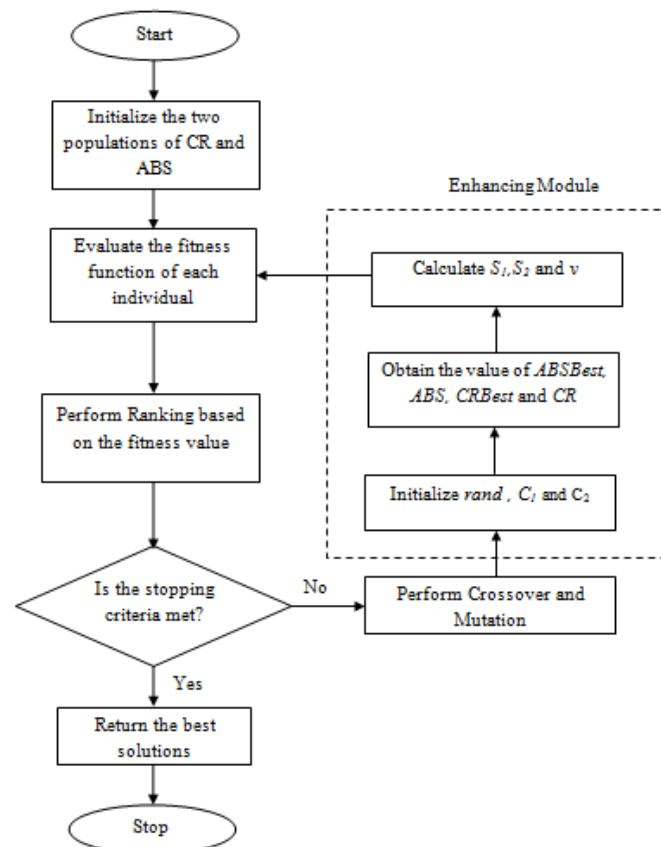 Start
Initialize the two
populations of CR and
ABS
Evaluate the fitness
function of each
individual
Perform Ranking based
on the fitness value
Is the stopping
criteria met?
No
Yes
Return the best
solutions
Stop
Perform Crossover and
Mutation
Enhancing Module
Initialize rand , C₁ and C₂
Obtain the value of ABSBest,
ABS, CRBest and CR
Calculate S₁,S₂ and v